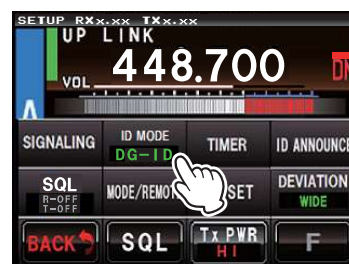 SETUP RXx.xx TXx.xx
UP LINK
VOL 448.700
A
SIGNALING ID MODE TIMER ID ANNOUNCE
DG-ID
SQL MODE/REMOT SET DEVIATION
R-OFF WIDE
T-OFF
BACK SQL Tx PWR F
HI